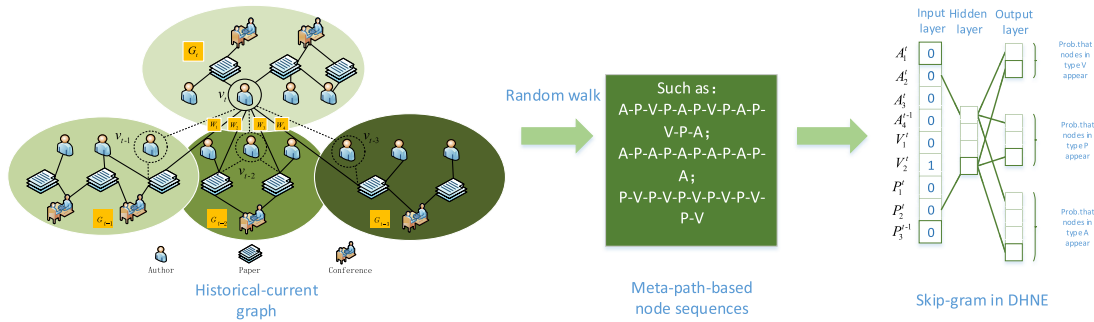 G_t
v_t
W_1 W_2 W_3 W_4
v_{t-1}
v_{t-2}
v_{t-3}
G_{t-1}
G_{t-2}
Author
Paper
Conference
Historical-current
graph
Random walk
Such as：
A-P-V-P-A-P-V-P-A-P-
V-P-A；
A-P-A-P-A-P-A-P-A-P-
A；
P-V-P-V-P-V-P-V-P-V-
P-V
Meta-path-based
node sequences
Input
layer
Hidden
layer
Output
layer
A_1^t 0
A_2^t 0
A_3^t 0
A_4^{t-1} 0
V_1^t 0
V_2^t 1
P_1^t 0
P_2^t 0
P_3^{t-1} 0
Prob.that
nodes in
type V
appear
Prob.that
nodes in
type P
appear
Prob.that
nodes in
type A
appear
Skip-gram in DHNE